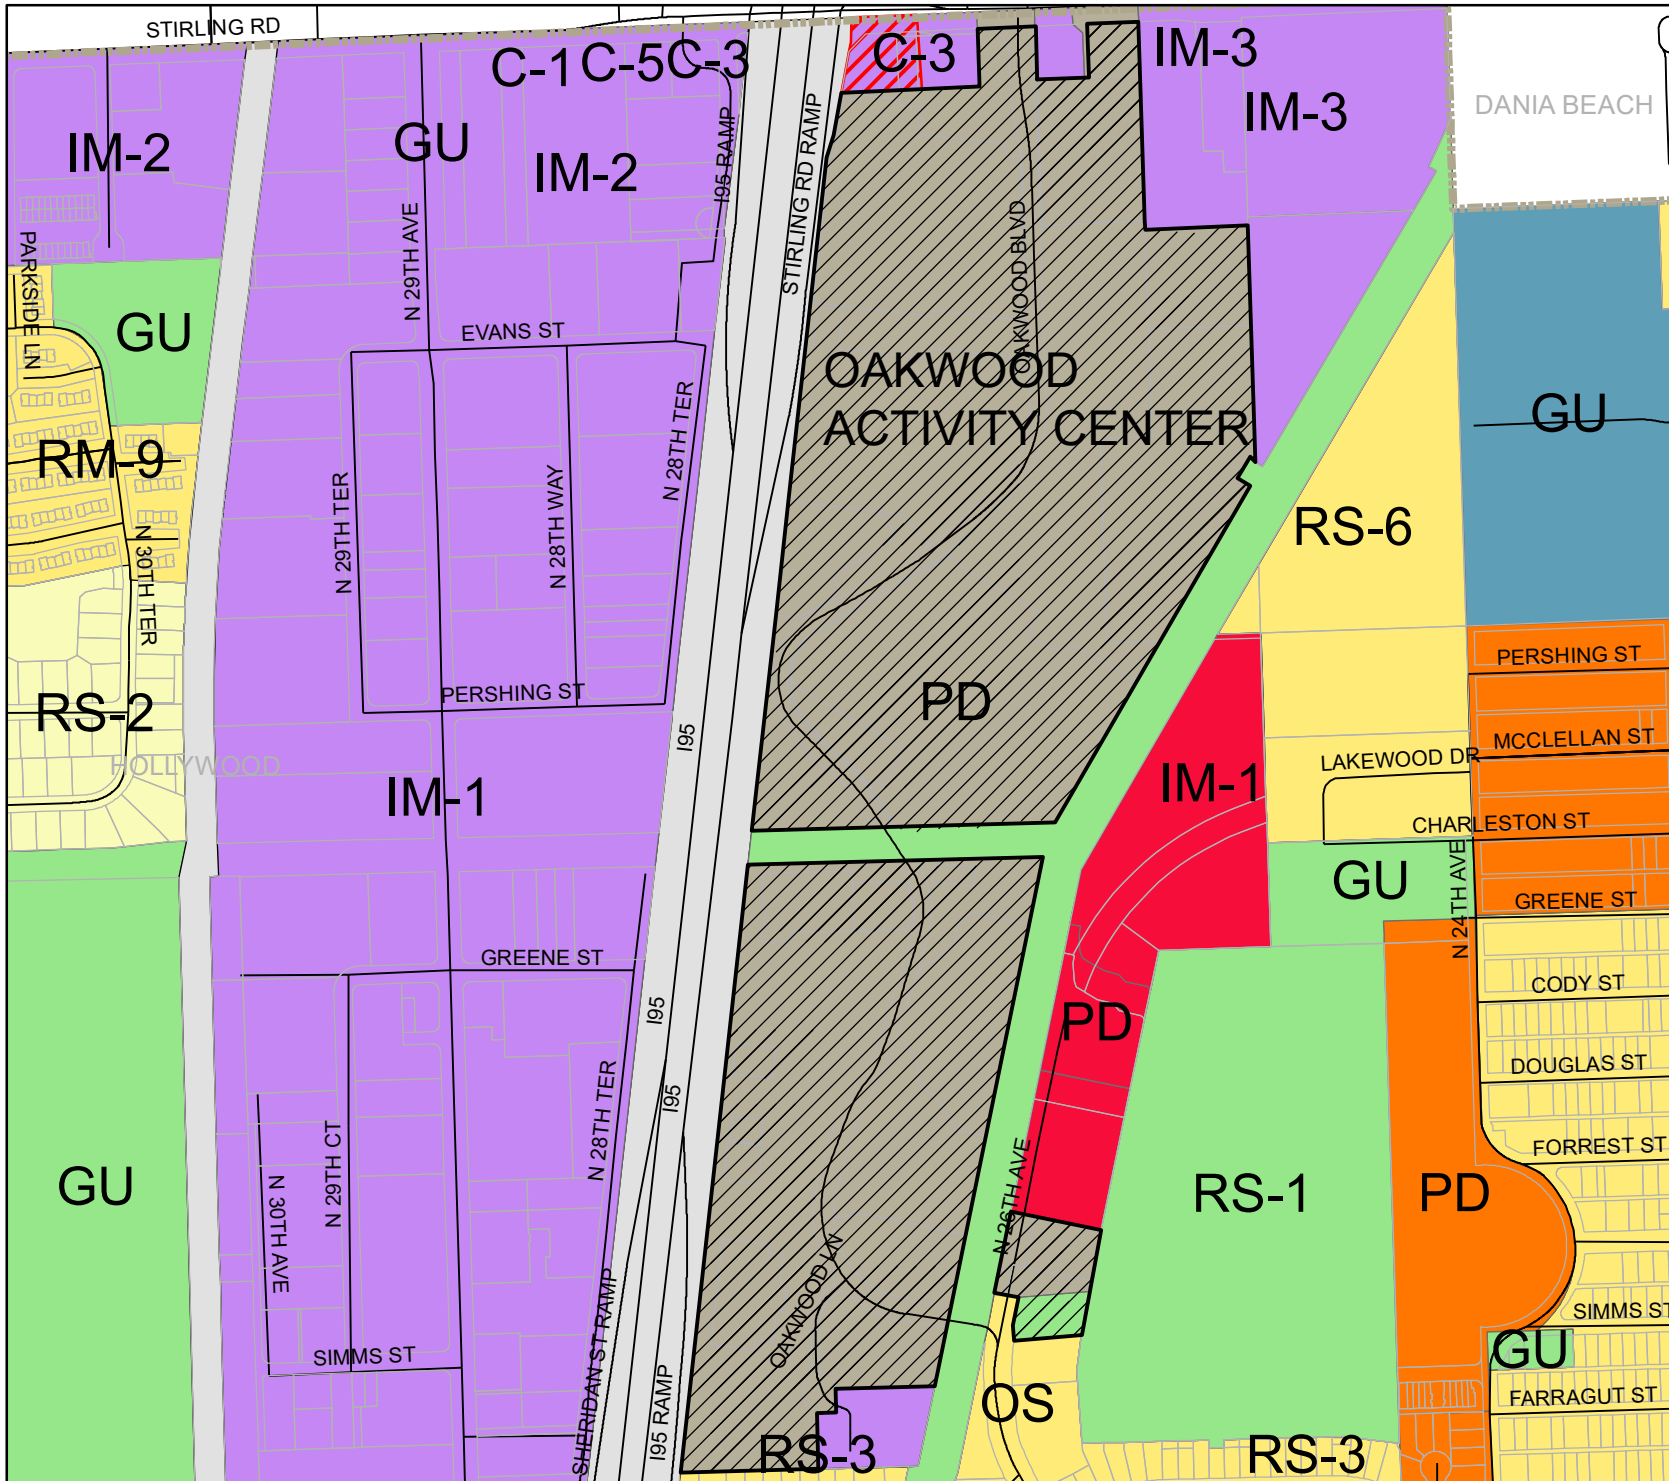 STIRLING RD
C-1
C-5
C-3
C-3
IM-3
IM-3
DANIA BEACH
IM-2
GU
IM-2
I95 RAMP
STIRLING RD RAMP
N 29TH AVE
OAKWOOD BLVD
PARKSIDE LN
GU
EVANS ST
OAKWOOD
ACTIVITY CENTER
GU
RM-9
N 29TH TER
N 28TH WAY
N 28TH TER
RS-6
N 30TH TER
PERSHING ST
RS-2
PERSHING ST
PD
I95
MCCLELLAN ST
HOLLYWOOD
IM-1
IM-1
LAKEWOOD DR
CHARLESTON ST
GU
N 24TH AVE
GREENE ST
GREENE ST
CODY ST
I95
PD
DOUGLAS ST
I95
N 28TH TER
FORREST ST
GU
N 30TH AVE
N 29TH CT
N 26TH AVE
RS-1
PD
OAKWOOD LN
SIMMS ST
SIMMS ST
GU
SHERIDAN ST RAMP
I95 RAMP
FARRAGUT ST
OS
RS-3
RS-3